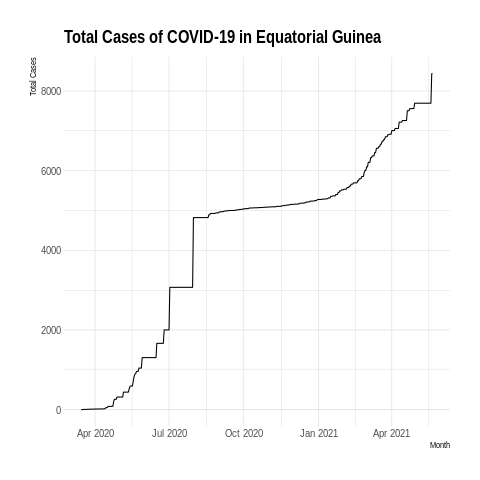 Total Cases of COVID-19 in Equatorial Guinea
Total Cases
8000
6000
4000
2000
0
Apr 2020 Jul 2020 Oct 2020 Jan 2021 Apr 2021
Month